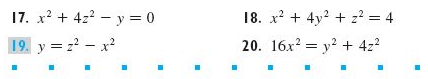 17. x² + 4z² − y = 0
18. x² + 4y² + z² = 4
19. y = z² − x²
20. 16x² = y² + 4z²